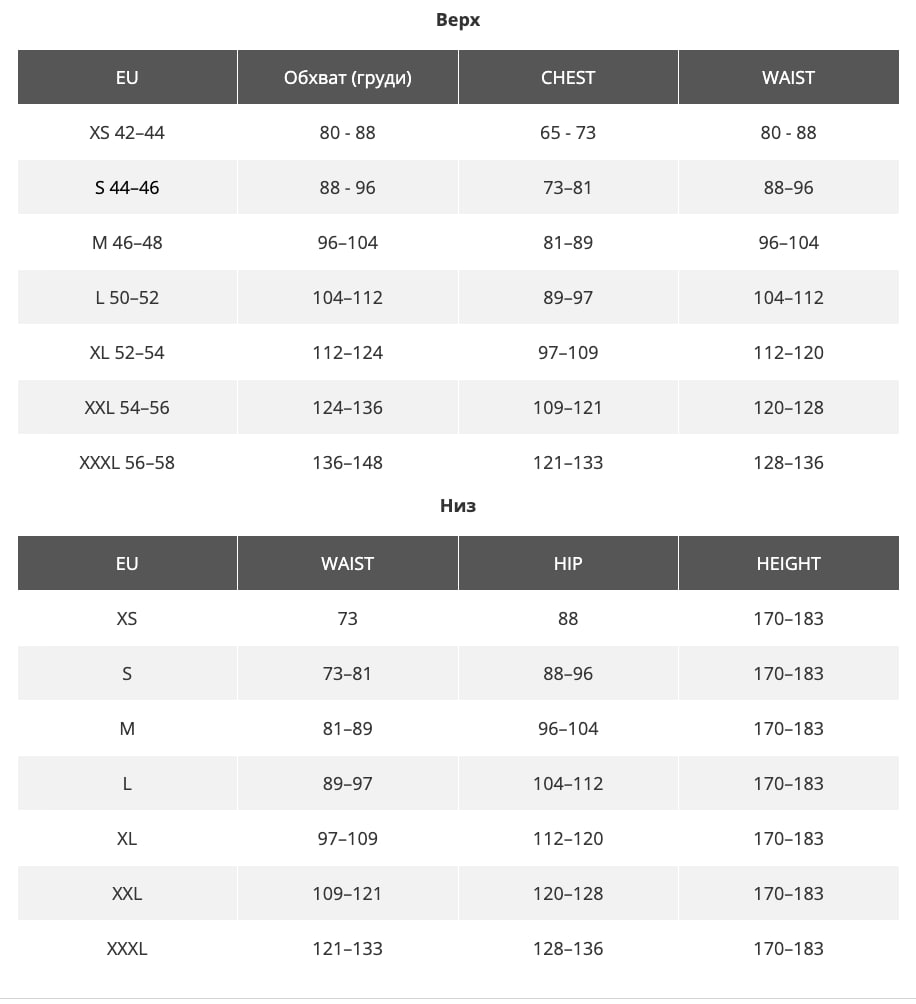 Верх
EU Обхват (груди) CHEST WAIST
XS 42–44 80 - 88 65 - 73 80 - 88
S 44–46 88 - 96 73–81 88–96
M 46–48 96–104 81–89 96–104
L 50–52 104–112 89–97 104–112
XL 52–54 112–124 97–109 112–120
XXL 54–56 124–136 109–121 120–128
XXXL 56–58 136–148 121–133 128–136
Низ
EU WAIST HIP HEIGHT
XS 73 88 170–183
S 73–81 88–96 170–183
M 81–89 96–104 170–183
L 89–97 104–112 170–183
XL 97–109 112–120 170–183
XXL 109–121 120–128 170–183
XXXL 121–133 128–136 170–183